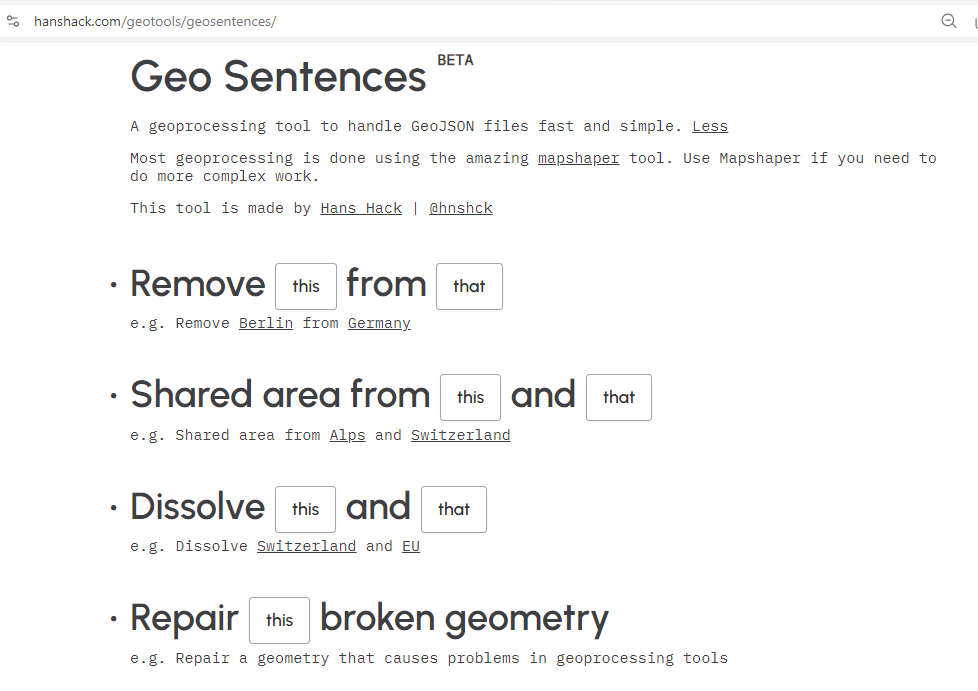 hanshack.com/geotools/geosentences/
Geo Sentences BETA
A geoprocessing tool to handle GeoJSON files fast and simple. Less
Most geoprocessing is done using the amazing mapshaper tool. Use Mapshaper if you need to
do more complex work.
This tool is made by Hans Hack | @hnshck
• Remove this from that
e.g. Remove Berlin from Germany
• Shared area from this and that
e.g. Shared area from Alps and Switzerland
• Dissolve this and that
e.g. Dissolve Switzerland and EU
• Repair this broken geometry
e.g. Repair a geometry that causes problems in geoprocessing tools